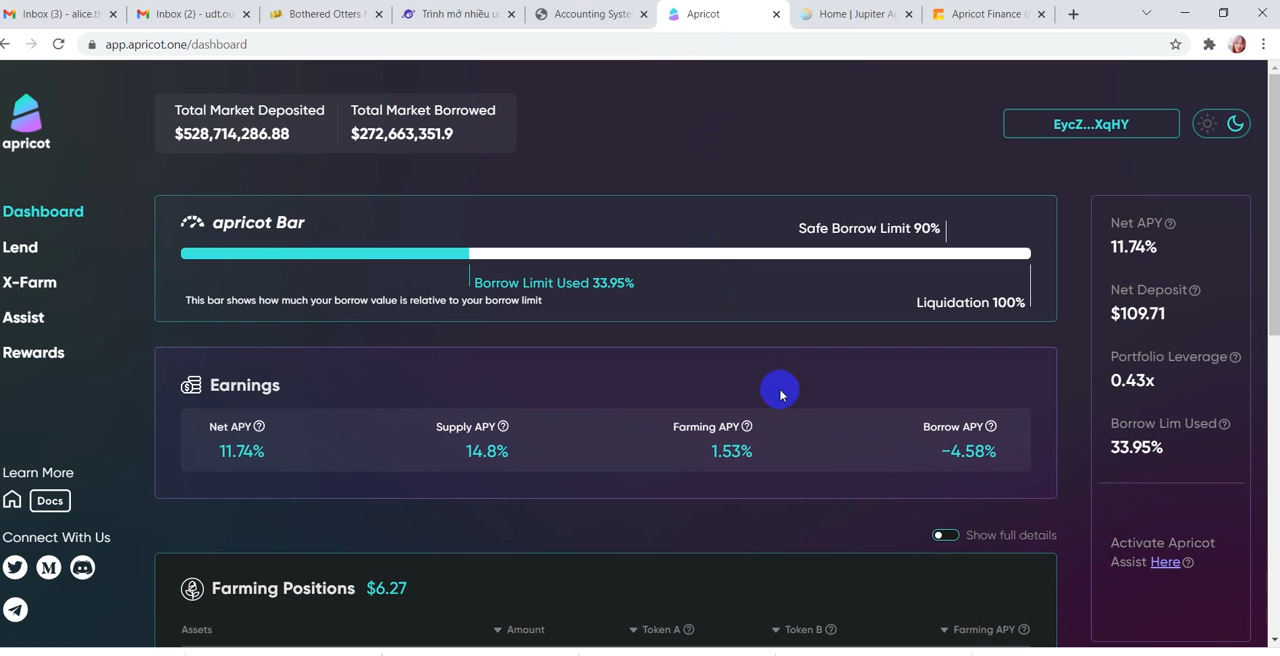 Inbox (3) - alice.th
Inbox (2) - udt.ou
Bothered Otters
Trình mở nhiều u
Accounting Syste
Apricot
Home | Jupiter A
Apricot Finance (
app.apricot.one/dashboard
apricot
Total Market Deposited
$528,714,286.88
Total Market Borrowed
$272,663,351.9
EycZ...XqHY
Dashboard
Lend
X-Farm
Assist
Rewards
Learn More
Docs
Connect With Us
apricot Bar
Safe Borrow Limit 90%
Borrow Limit Used 33.95%
This bar shows how much your borrow value is relative to your borrow limit
Liquidation 100%
Earnings
Net APY
11.74%
Supply APY
14.8%
Farming APY
1.53%
Borrow APY
-4.58%
Show full details
Farming Positions $6.27
Assets
Amount
Token A
Token B
Farming APY
Net APY
11.74%
Net Deposit
$109.71
Portfolio Leverage
0.43x
Borrow Lim Used
33.95%
Activate Apricot
Assist Here